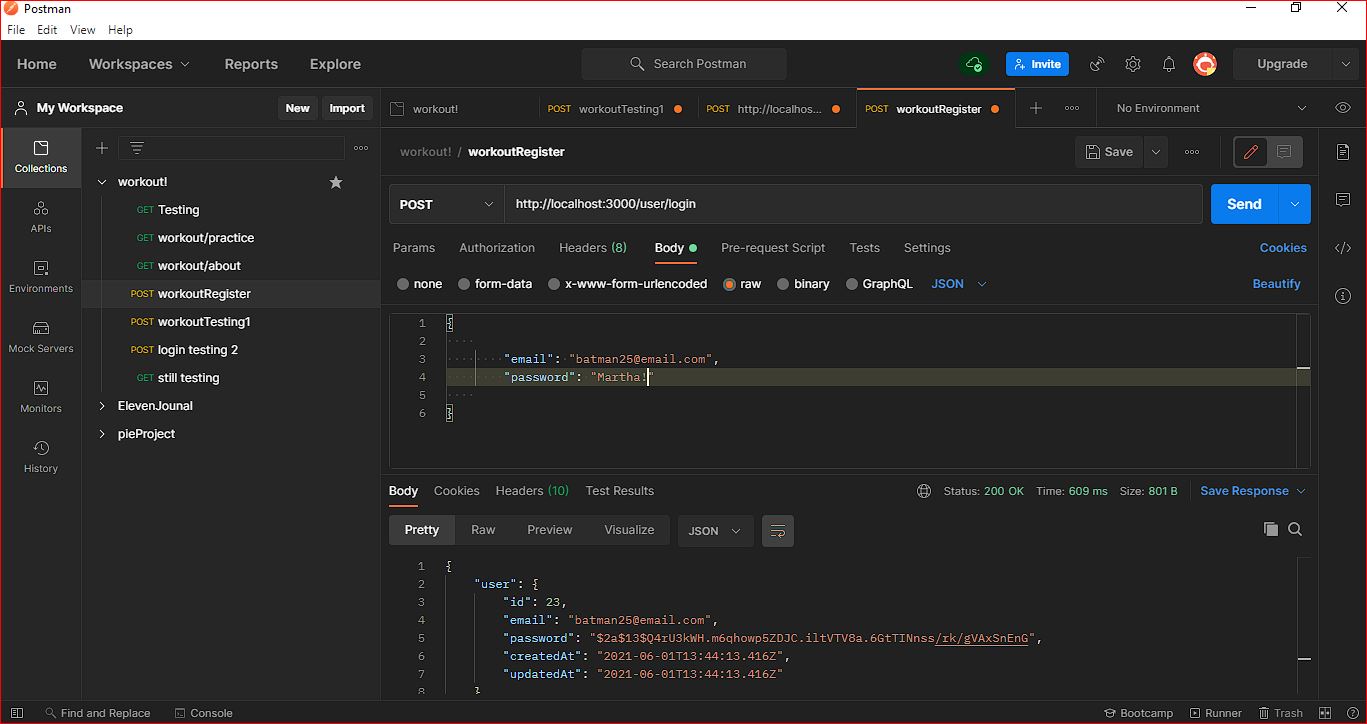 Postman
File Edit View Help
Home Workspaces Reports Explore Search Postman Invite Upgrade
My Workspace New Import workout! POST workoutTesting1 POST http://localhos... POST workoutRegister No Environment
Collections
APIs
Environments
Mock Servers
Monitors
History
workout!
GET Testing
GET workout/practice
GET workout/about
POST workoutRegister
POST workoutTesting1
POST login testing 2
GET still testing
ElevenJounal
pieProject
workout! / workoutRegister Save
POST http://localhost:3000/user/login Send
Params Authorization Headers (8) Body Pre-request Script Tests Settings Cookies
none form-data x-www-form-urlencoded raw binary GraphQL JSON Beautify
1 {
2
3 "email": "batman25@email.com",
4 "password": "Martha!"
5
6 }
Body Cookies Headers (10) Test Results Status: 200 OK Time: 609 ms Size: 801 B Save Response
Pretty Raw Preview Visualize JSON
1 {
2 "user": {
3 "id": 23,
4 "email": "batman25@email.com",
5 "password": "$2a$13$Q4rU3kWH.m6qhowp5ZDJC.iltVTV8a.6GtTINnss/rk/gVAxSnEnG",
6 "createdAt": "2021-06-01T13:44:13.416Z",
7 "updatedAt": "2021-06-01T13:44:13.416Z"
8 }
Find and Replace Console Bootcamp Runner Trash